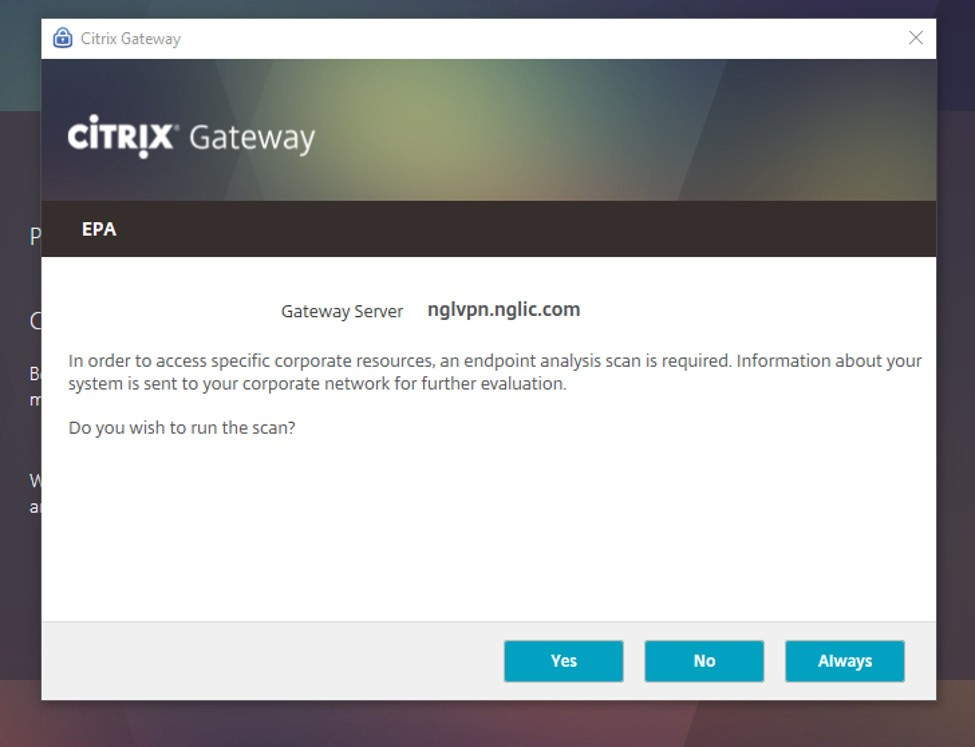 Citrix Gateway
CİTRIX® Gateway
EPA
Gateway Server nglvpn.nglic.com
In order to access specific corporate resources, an endpoint analysis scan is required. Information about your
system is sent to your corporate network for further evaluation.
Do you wish to run the scan?
Yes No Always